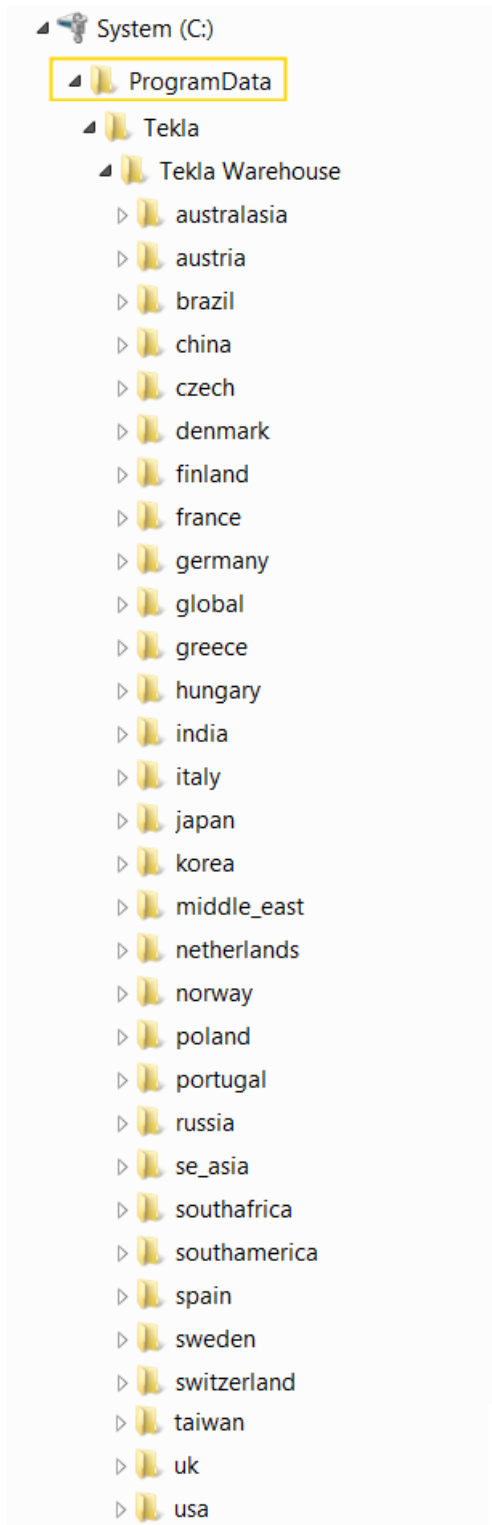 System (C:)
ProgramData
Tekla
Tekla Warehouse
australasia
austria
brazil
china
czech
denmark
finland
france
germany
global
greece
hungary
india
italy
japan
korea
middle_east
netherlands
norway
poland
portugal
russia
se_asia
southafrica
southamerica
spain
sweden
switzerland
taiwan
uk
usa